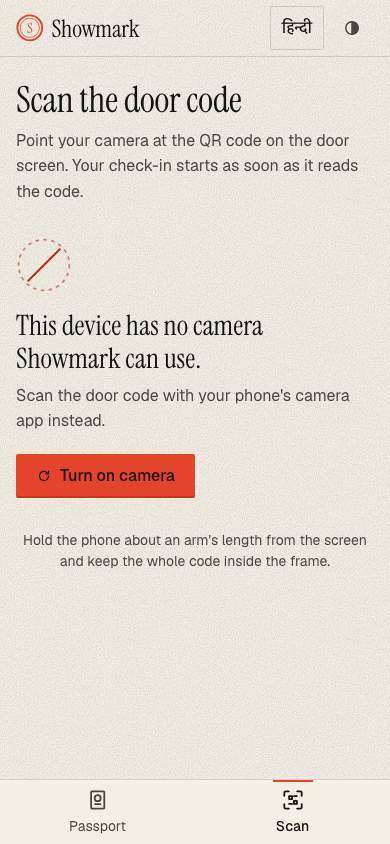 S Showmark
हिन्दी
Scan the door code
Point your camera at the QR code on the door
screen. Your check-in starts as soon as it reads
the code.
This device has no camera
Showmark can use.
Scan the door code with your phone's camera
app instead.
Turn on camera
Hold the phone about an arm's length from the screen
and keep the whole code inside the frame.
Passport
Scan